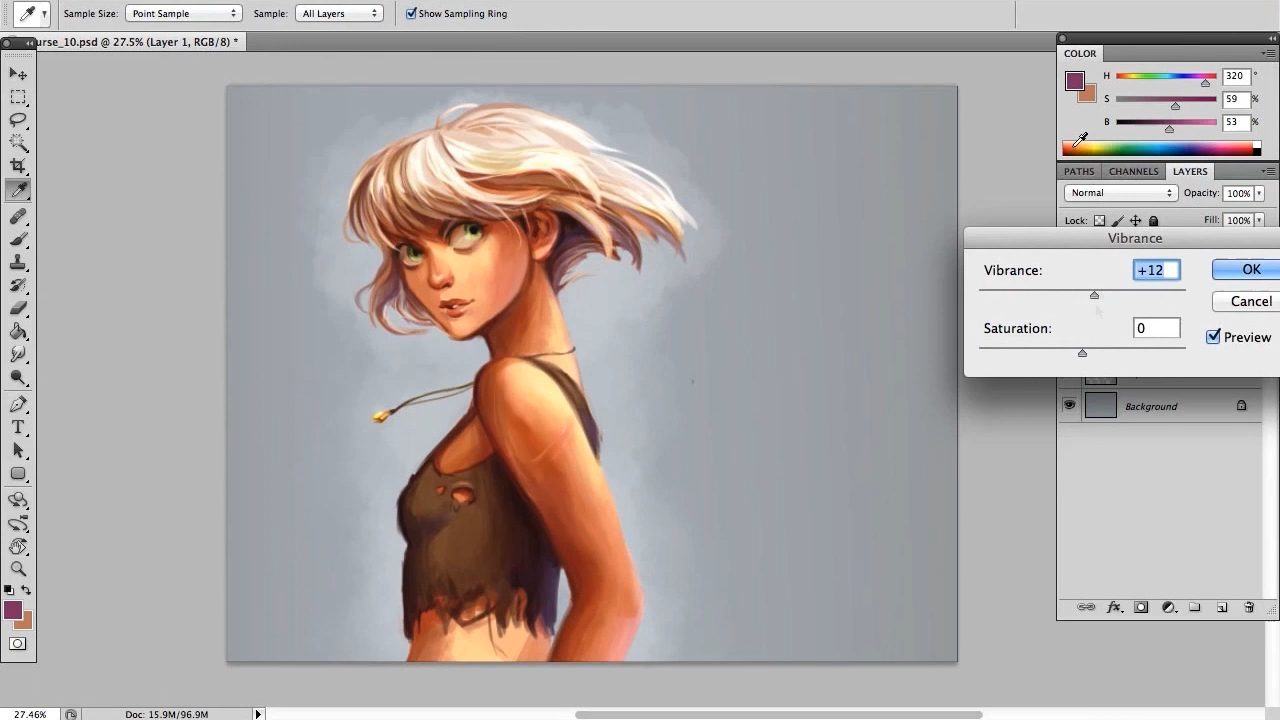 Sample Size: Point Sample Sample: All Layers Show Sampling Ring
urse_10.psd @ 27.5% (Layer 1, RGB/8) *
COLOR
H 320 °
S 59 %
B 53 %
PATHS CHANNELS LAYERS
Normal Opacity: 100%
Lock: Fill: 100%
Vibrance
Vibrance: +12 OK
Cancel
Saturation: 0
Preview
Background
T
fx.
27.46% Doc: 15.9M/96.9M